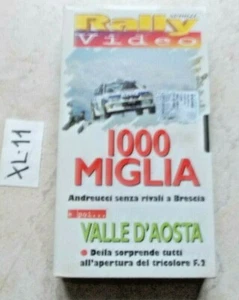 Rally
Video
1000
MIGLIA
Andreucci senza rivali a Brescia
e poi...
VALLE D'AOSTA
Deila sorprende tutti
all'apertura del tricolore F.2
XL-11